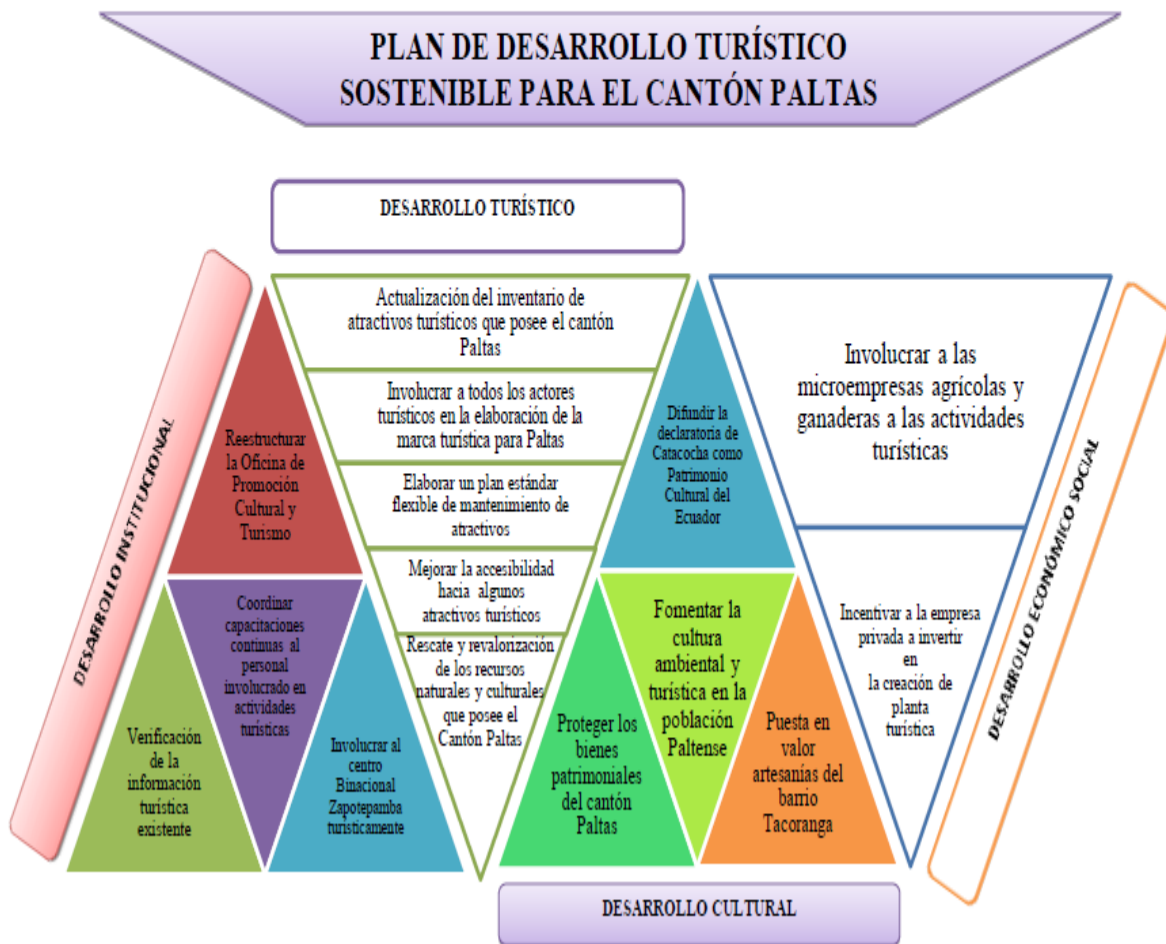 PLAN DE DESARROLLO TURÍSTICO
SOSTENIBLE PARA EL CANTÓN PALTAS
DESARROLLO TURÍSTICO
DESARROLLO INSTITUCIONAL
Reestructurar
la Oficina de
Promoción
Cultural y
Turismo
Verificación
de la
información
turística
existente
Coordinar
capacitaciones
continuas al
personal
involucrado en
actividades
turísticas
Involucrar al
centro
Binacional
Zapotepamba
turísticamente
Actualización del inventario de
atractivos turísticos que posee el cantón
Paltas
Involucrar a todos los actores
turísticos en la elaboración de la
marca turística para Paltas
Elaborar un plan estándar
flexible de mantenimiento de
atractivos
Mejorar la accesibilidad
hacia algunos
atractivos turísticos
Rescate y revalorización
de los recursos
naturales y culturales
que posee el
Cantón Paltas
Difundir la
declaratoria de
Catacocha como
Patrimonio
Cultural del
Ecuador
Proteger los
bienes
patrimoniales
del cantón
Paltas
Fomentar la
cultura
ambiental y
turística en la
población
Paltense
Puesta en
valor
artesanías del
barrio
Tacoranga
Involucrar a las
microempresas agrícolas y
ganaderas a las actividades
turísticas
Incentivar a la empresa
privada a invertir
en
la creación de
planta
turística
DESARROLLO ECONÓMICO SOCIAL
DESARROLLO CULTURAL